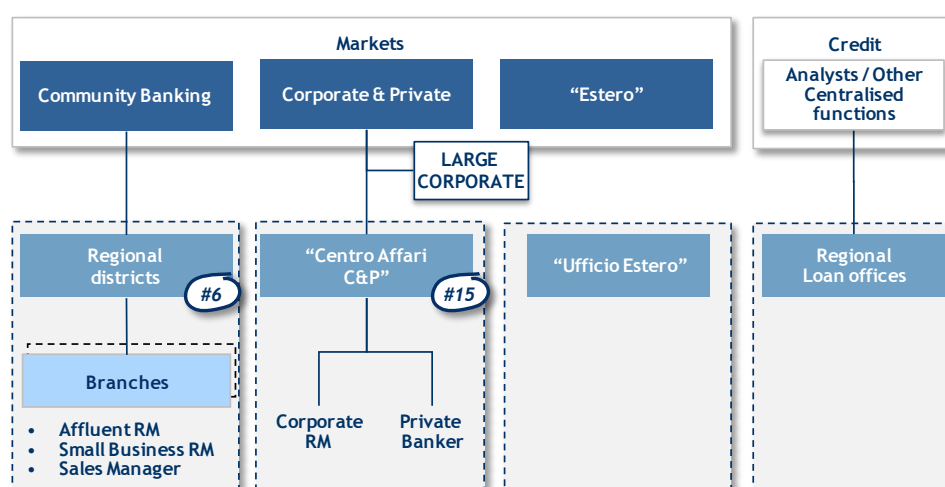 Markets
Community Banking
Corporate & Private
“Estero”
LARGE
CORPORATE
Credit
Analysts / Other
Centralised
functions
Regional
districts
#6
“Centro Affari
C&P”
#15
“Ufficio Estero”
Regional
Loan offices
Branches
• Affluent RM
• Small Business RM
• Sales Manager
Corporate
RM
Private
Banker